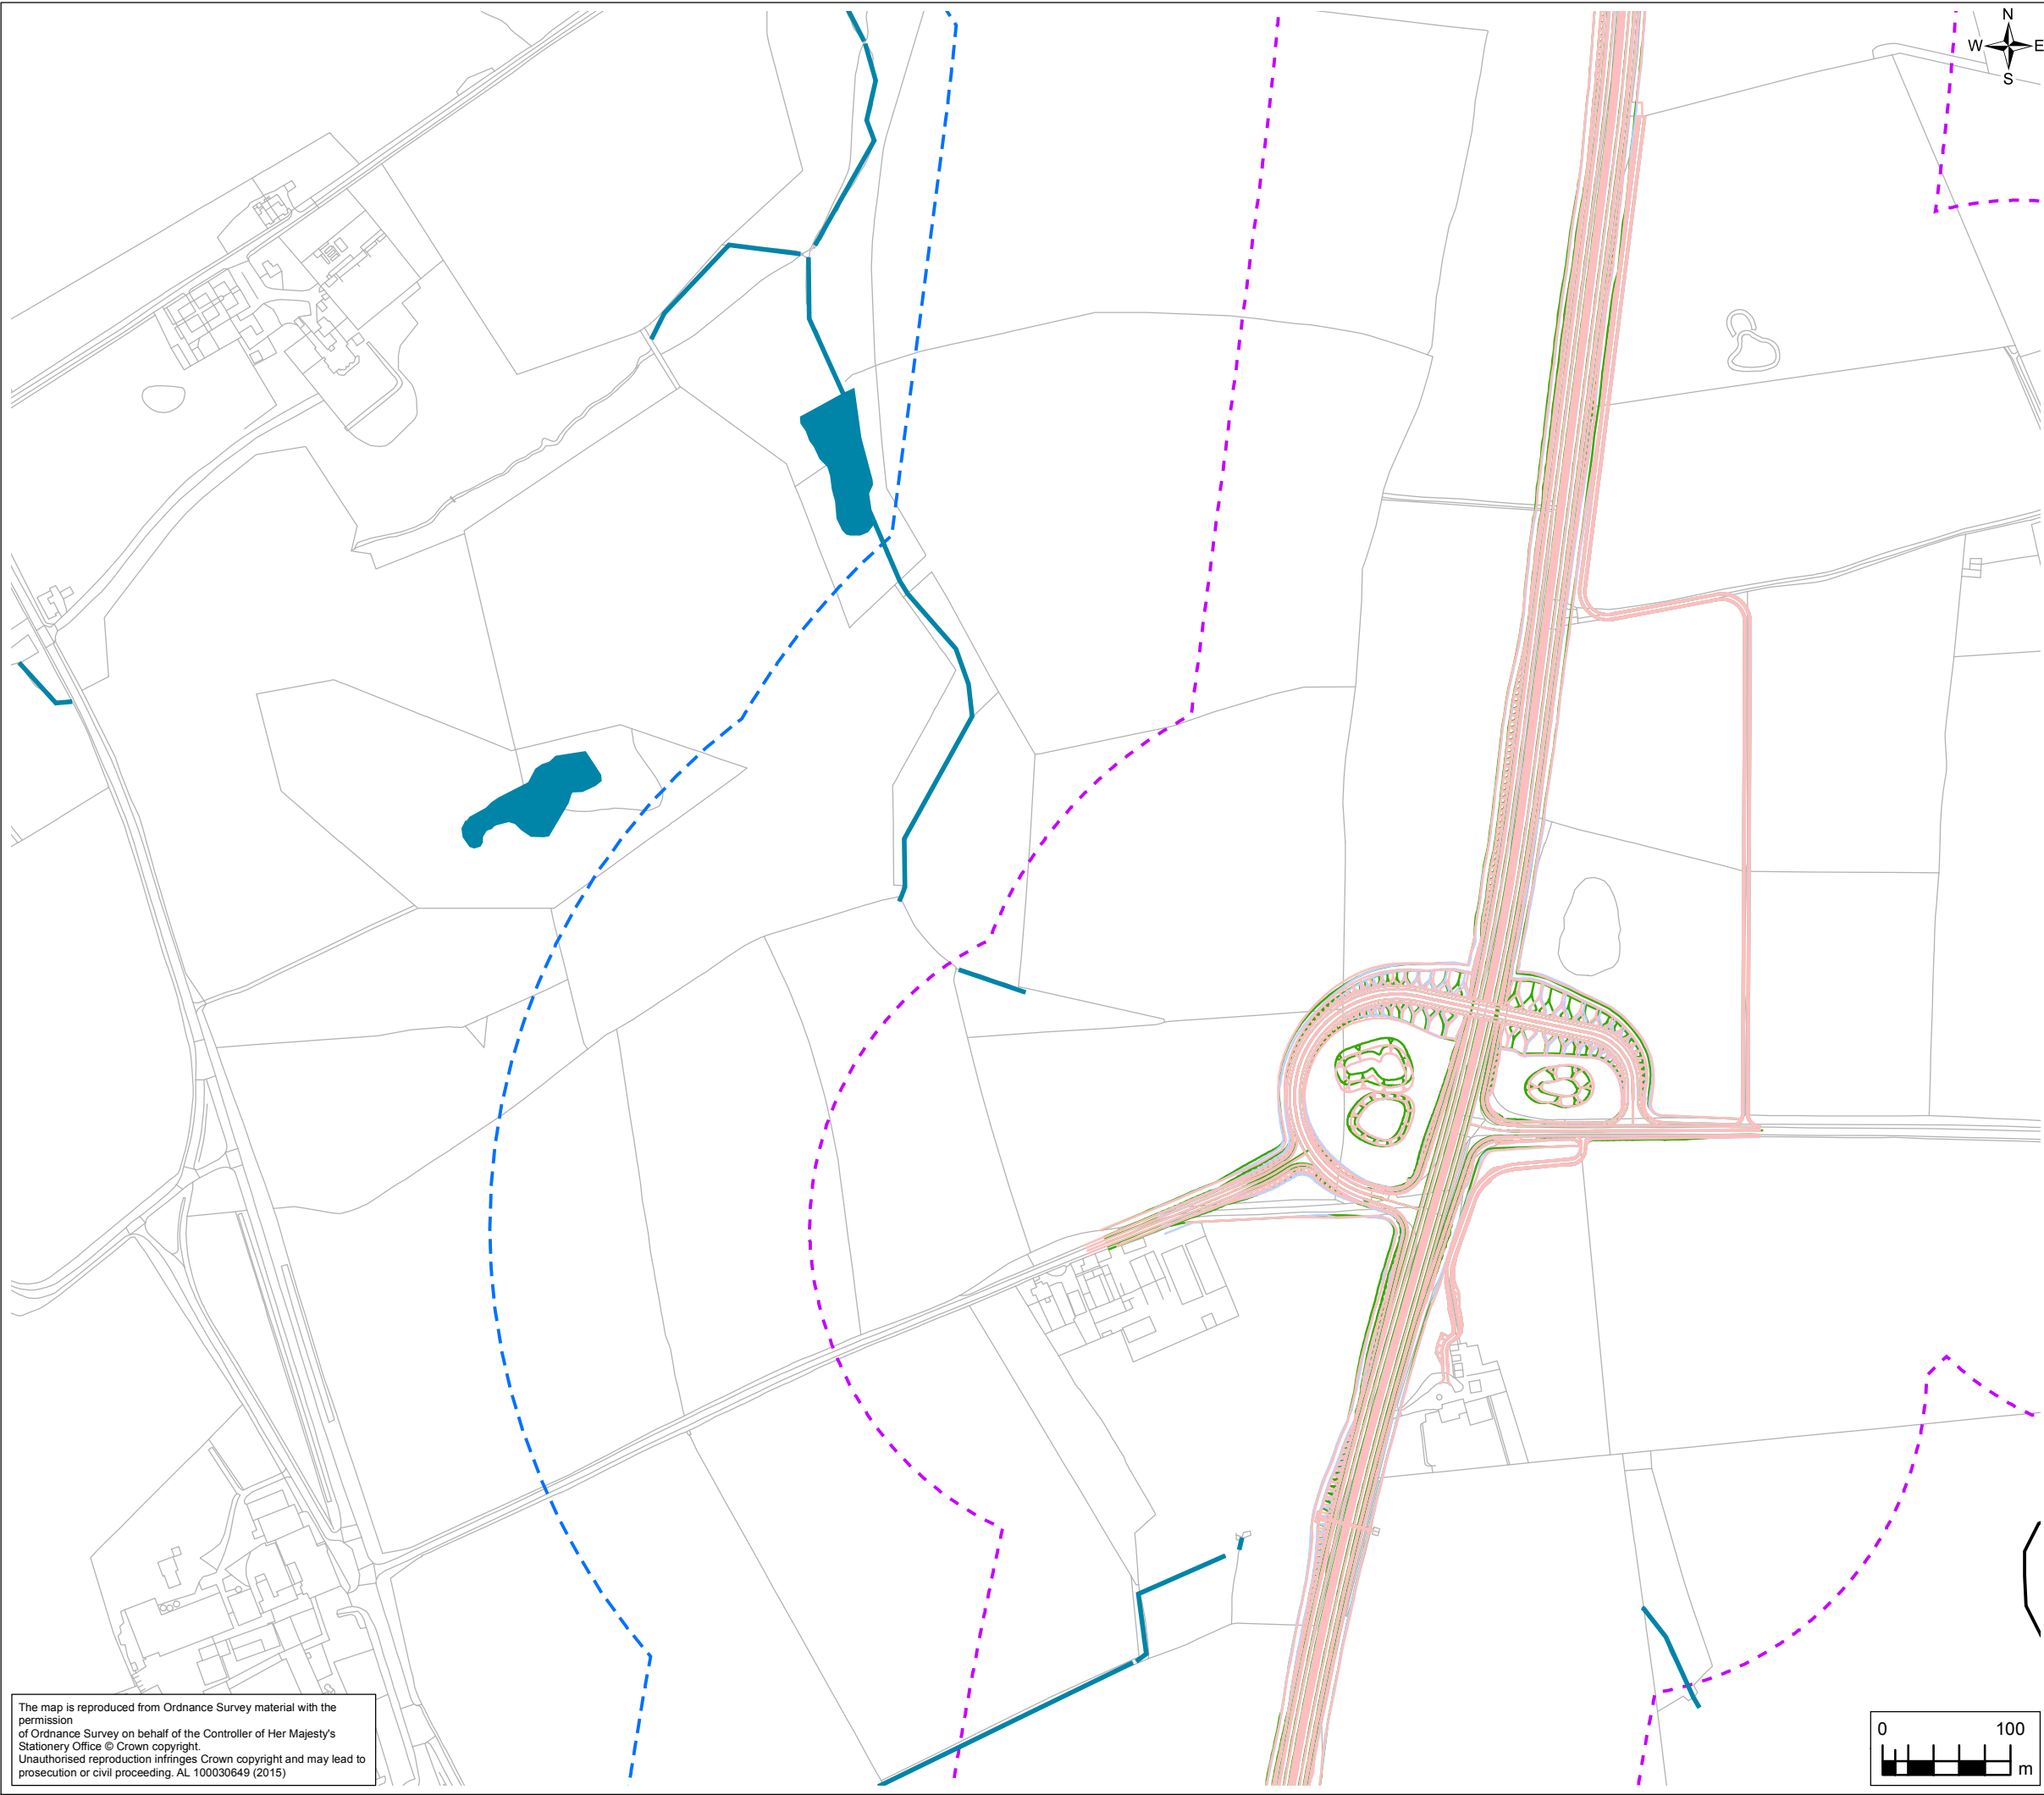 N
W E
S
The map is reproduced from Ordnance Survey material with the
permission
of Ordnance Survey on behalf of the Controller of Her Majesty's
Stationery Office © Crown copyright.
Unauthorised reproduction infringes Crown copyright and may lead to
prosecution or civil proceeding. AL 100030649 (2015)
0 100
m